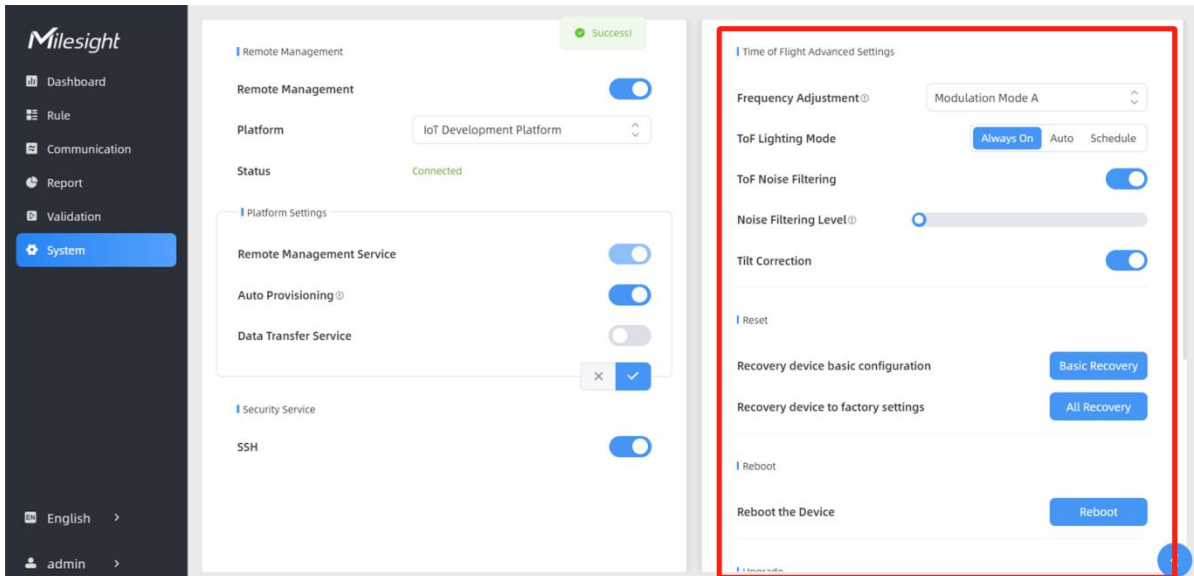 Milesight
Dashboard
Rule
Communication
Report
Validation
System
EN English
admin
Success!
Remote Management
Remote Management
Platform IoT Development Platform
Status Connected
Platform Settings
Remote Management Service
Auto Provisioning
Data Transfer Service
Security Service
SSH
Time of Flight Advanced Settings
Frequency Adjustment Modulation Mode A
ToF Lighting Mode Always On Auto Schedule
ToF Noise Filtering
Noise Filtering Level
Tilt Correction
Reset
Recovery device basic configuration Basic Recovery
Recovery device to factory settings All Recovery
Reboot
Reboot the Device Reboot
Upgrade